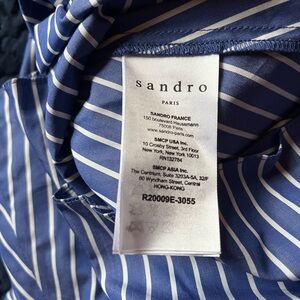 sandro
PARIS
SANDRO FRANCE
150 boulevard Haussmann
75008 Paris
www.sandro-paris.com
SMCP USA Inc.
10 Crosby Street, 3rd Floor
New York, New York 10013
RN132784
SMCP ASIA Inc.
The Centrium, Suite 3203A-5A, 32/F
60 Wyndham Street, Central
HONG-KONG
R20009E-3055